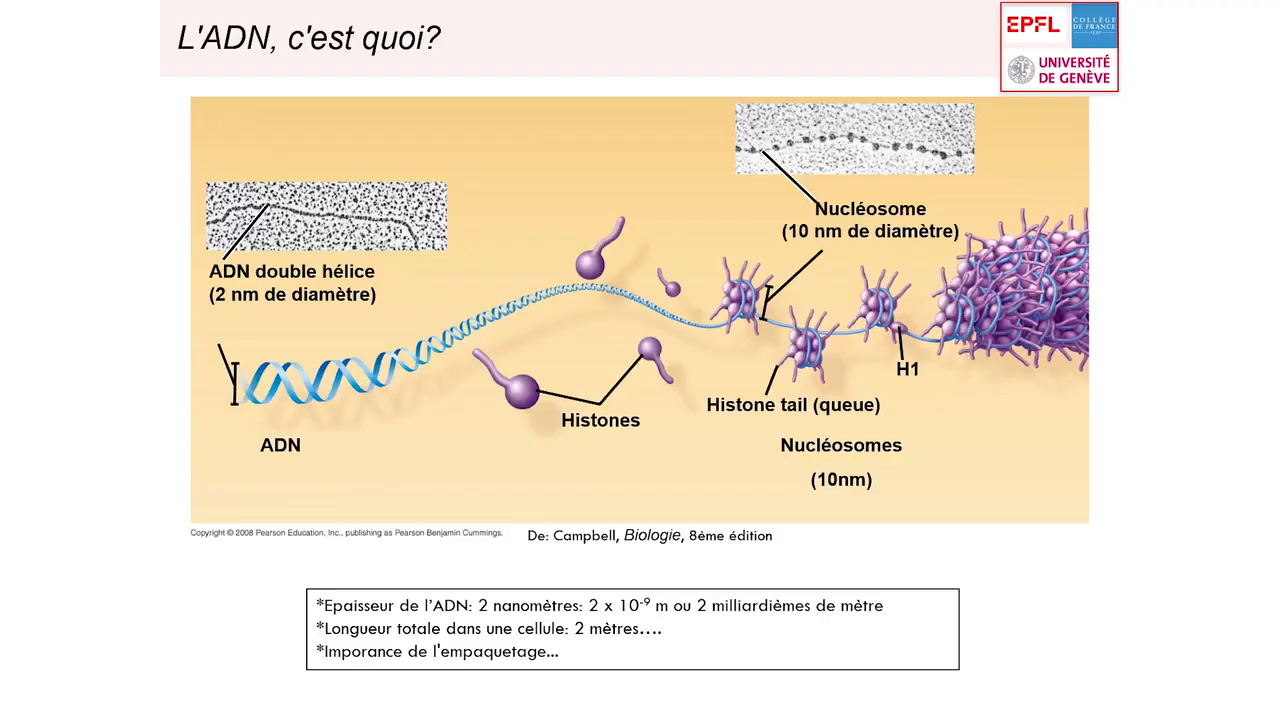 L'ADN, c'est quoi?
EPFL
COLLÈGE
DE FRANCE
1530
UNIVERSITÉ
DE GENÈVE
Nucléosome
(10 nm de diamètre)
ADN double hélice
(2 nm de diamètre)
H1
Histone tail (queue)
Histones
ADN
Nucléosomes
(10nm)
Copyright © 2008 Pearson Education, Inc., publishing as Pearson Benjamin Cummings.
De: Campbell, Biologie, 8ème édition
*Epaisseur de l’ADN: 2 nanomètres: 2 x 10-9 m ou 2 milliardièmes de mètre
*Longueur totale dans une cellule: 2 mètres….
*Imporance de l'empaquetage...